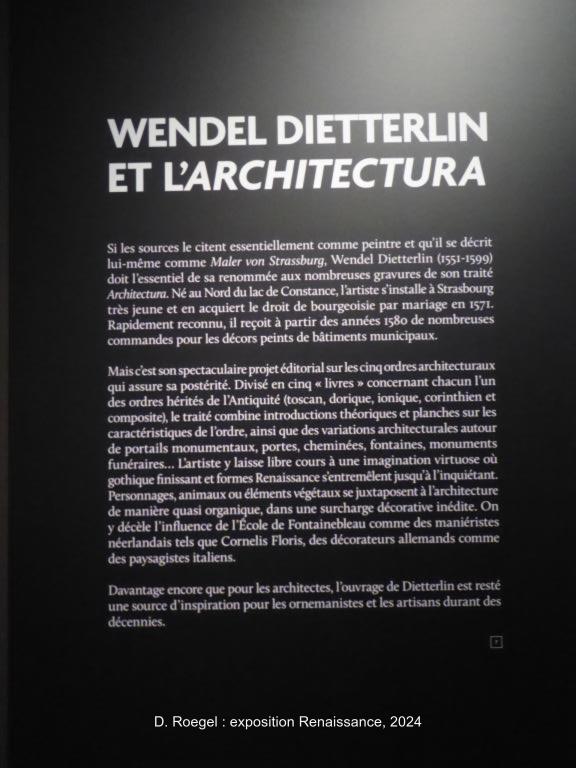 WENDEL DIETTERLIN
ET L'ARCHITECTURA
Si les sources le citent essentiellement comme peintre et qu'il se décrit
lui-même comme Maler von Strassburg, Wendel Dietterlin (1551-1599)
doit l'essentiel de sa renommée aux nombreuses gravures de son traité
Architectura. Né au Nord du lac de Constance, l'artiste s'installe à Strasbourg
très jeune et en acquiert le droit de bourgeoisie par mariage en 1571.
Rapidement reconnu, il reçoit à partir des années 1580 de nombreuses
commandes pour les décors peints de bâtiments municipaux.
Mais c'est son spectaculaire projet éditorial sur les cinq ordres architecturaux
qui assure sa postérité. Divisé en cinq « livres » concernant chacun l'un
des ordres hérités de l'Antiquité (toscan, dorique, ionique, corinthien et
composite), le traité combine introductions théoriques et planches sur les
caractéristiques de l'ordre, ainsi que des variations architecturales autour
de portails monumentaux, portes, cheminées, fontaines, monuments
funéraires... L'artiste y laisse libre cours à une imagination virtuose où
gothique finissant et formes Renaissance s'entremêlent jusqu'à l'inquiétant.
Personnages, animaux ou éléments végétaux se juxtaposent à l'architecture
de manière quasi organique, dans une surcharge décorative inédite. On
y décèle l'influence de l'École de Fontainebleau comme des maniéristes
néerlandais tels que Cornelis Floris, des décorateurs allemands comme
des paysagistes italiens.
Davantage encore que pour les architectes, l'ouvrage de Dietterlin est resté
une source d'inspiration pour les ornemanistes et les artisans durant des
décennies.
D. Roegel : exposition Renaissance, 2024